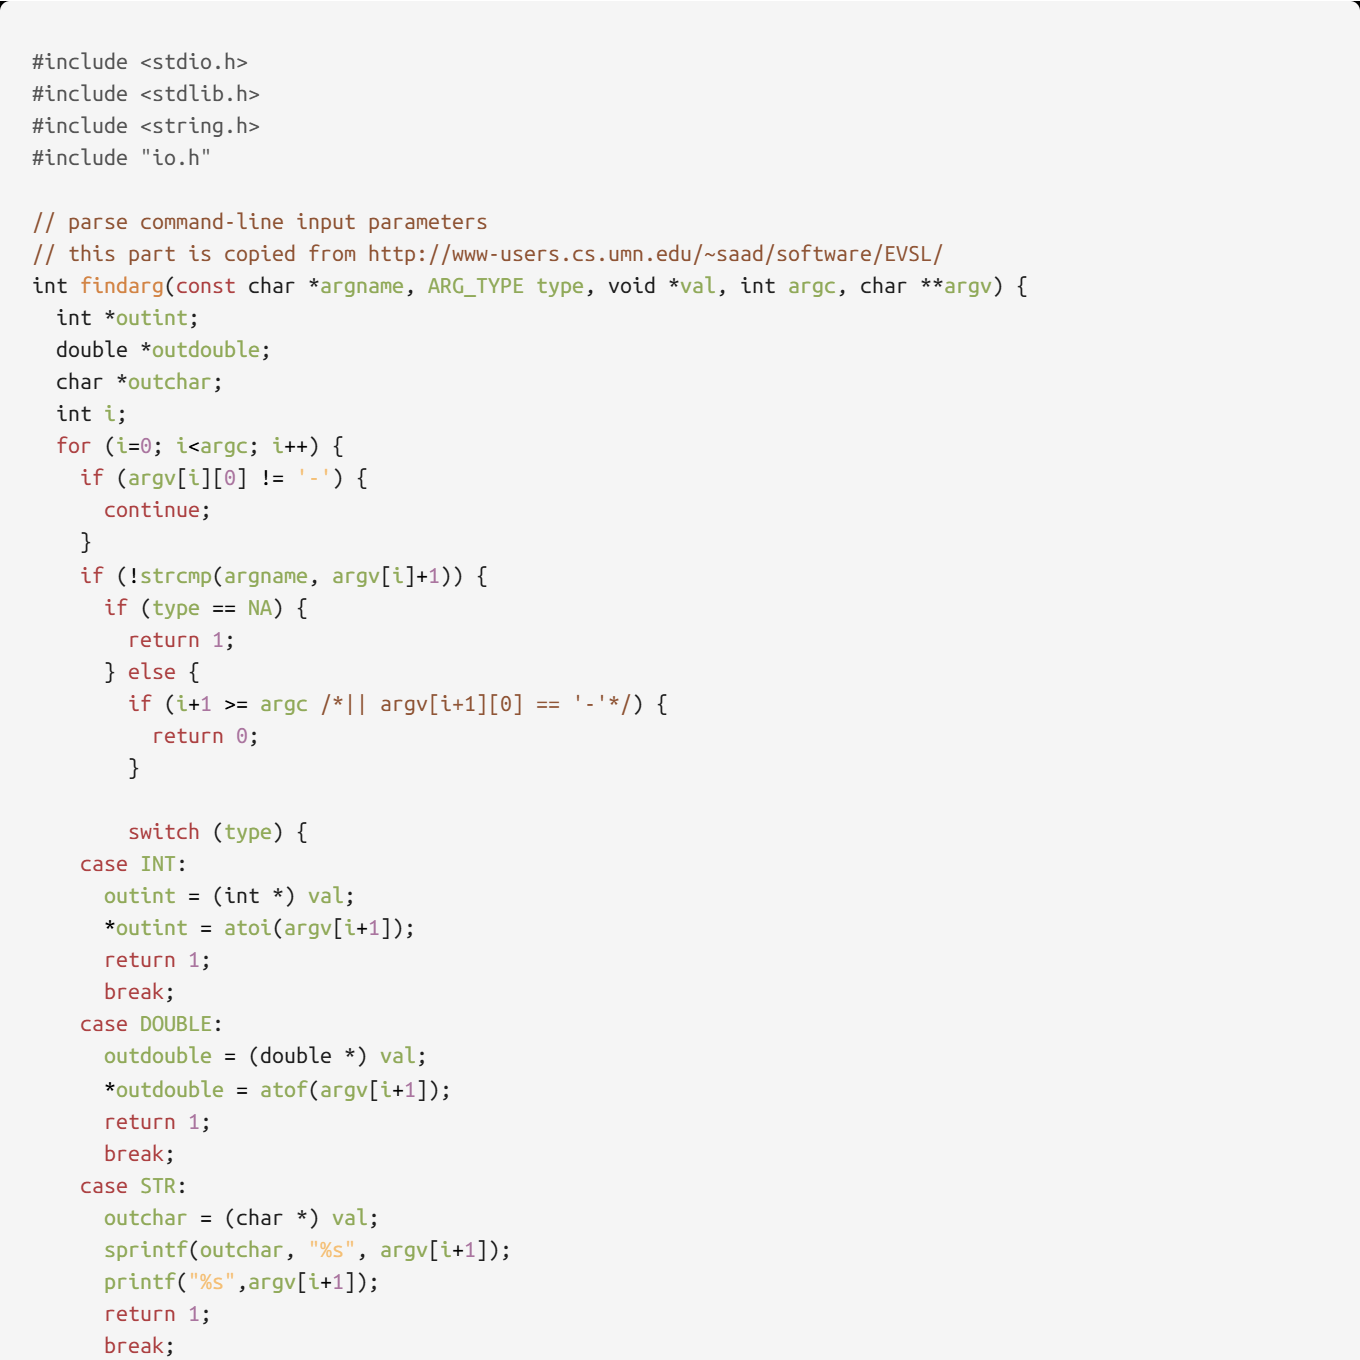 #include <stdio.h>
#include <stdlib.h>
#include <string.h>
#include "io.h"

// parse command-line input parameters
// this part is copied from http://www-users.cs.umn.edu/~saad/software/EVSL/
int findarg(const char *argname, ARG_TYPE type, void *val, int argc, char **argv) {
  int *outint;
  double *outdouble;
  char *outchar;
  int i;
  for (i=0; i<argc; i++) {
    if (argv[i][0] != '-') {
      continue;
    }
    if (!strcmp(argname, argv[i]+1)) {
      if (type == NA) {
        return 1;
      } else {
        if (i+1 >= argc /*|| argv[i+1][0] == '-'*/) {
          return 0;
        }

        switch (type) {
    case INT:
      outint = (int *) val;
      *outint = atoi(argv[i+1]);
      return 1;
      break;
    case DOUBLE:
      outdouble = (double *) val;
      *outdouble = atof(argv[i+1]);
      return 1;
      break;
    case STR:
      outchar = (char *) val;
      sprintf(outchar, "%s", argv[i+1]);
      printf("%s",argv[i+1]);
      return 1;
      break;